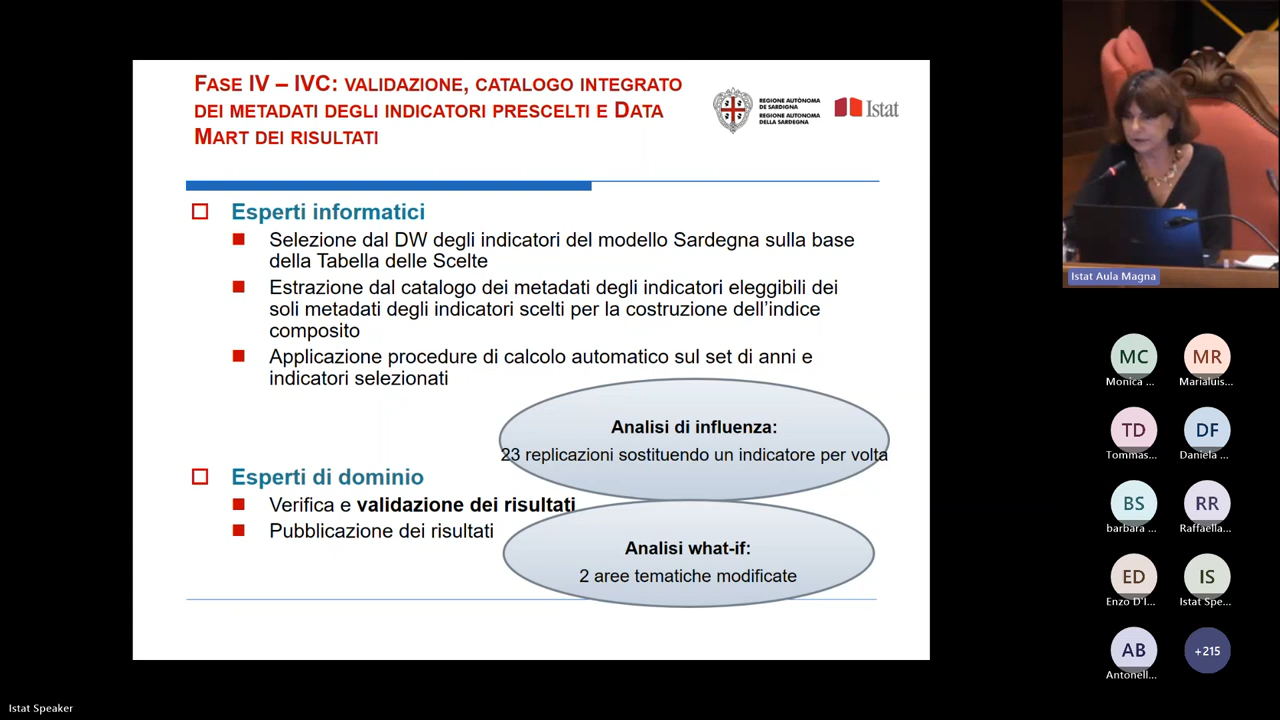 FASE IV – IVC: VALIDAZIONE, CATALOGO INTEGRATO
DEI METADATI DEGLI INDICATORI PRESCELTI E DATA
MART DEI RISULTATI
REGIONE AUTÒNOMA
DE SARDIGNA
REGIONE AUTONOMA
DELLA SARDEGNA
Istat
Esperti informatici
Selezione dal DW degli indicatori del modello Sardegna sulla base
della Tabella delle Scelte
Estrazione dal catalogo dei metadati degli indicatori eleggibili dei
soli metadati degli indicatori scelti per la costruzione dell’indice
composito
Applicazione procedure di calcolo automatico sul set di anni e
indicatori selezionati
Analisi di influenza:
23 replicazioni sostituendo un indicatore per volta
Esperti di dominio
Verifica e validazione dei risultati
Pubblicazione dei risultati
Analisi what-if:
2 aree tematiche modificate
Istat Aula Magna
MC
Monica ...
MR
Marialuis...
TD
Tommas...
DF
Daniela ...
BS
barbara ...
RR
Raffaella...
ED
Enzo D'I...
IS
Istat Spe...
AB
Antonell...
+215
Istat Speaker